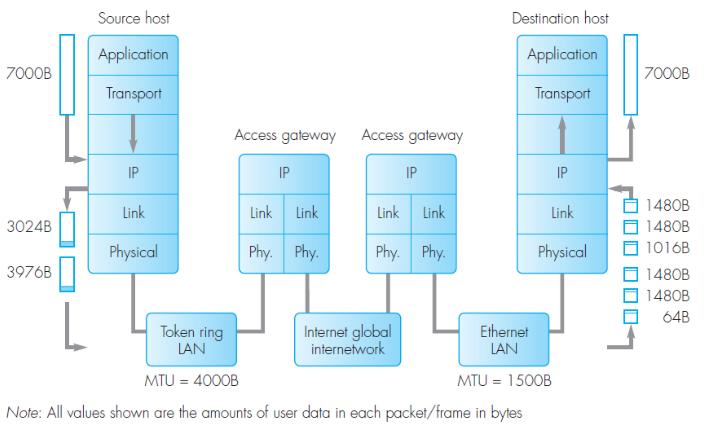 Source host
Destination host
7000B
Application
Transport
IP
Link
Physical
3024B
3976B
Access gateway
IP
Link Link
Phy. Phy.
Access gateway
IP
Link Link
Phy. Phy.
Application
Transport
IP
Link
Physical
7000B
1480B
1480B
1016B
1480B
1480B
64B
Token ring
LAN
MTU = 4000B
Internet global
internetwork
Ethernet
LAN
MTU = 1500B
Note: All values shown are the amounts of user data in each packet/frame in bytes